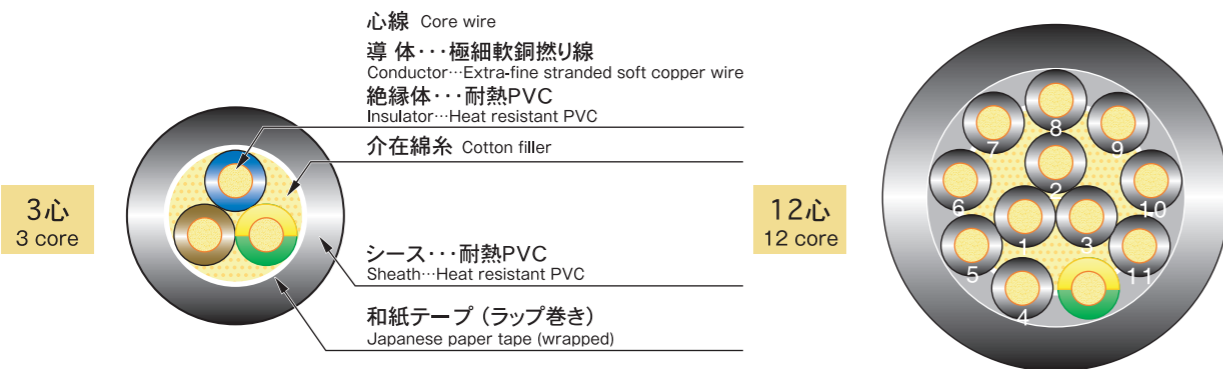 心線 Core wire
導 体･･･極細軟銅撚り線
Conductor…Extra-fine stranded soft copper wire
絶縁体･･･耐熱PVC
Insulator…Heat resistant PVC
介在綿糸 Cotton filler
3心
3 core
シース･･･耐熱PVC
Sheath…Heat resistant PVC
和紙テープ（ラップ巻き）
Japanese paper tape (wrapped)
12心
12 core
8
7
9
2
6
10
1
3
5
11
4